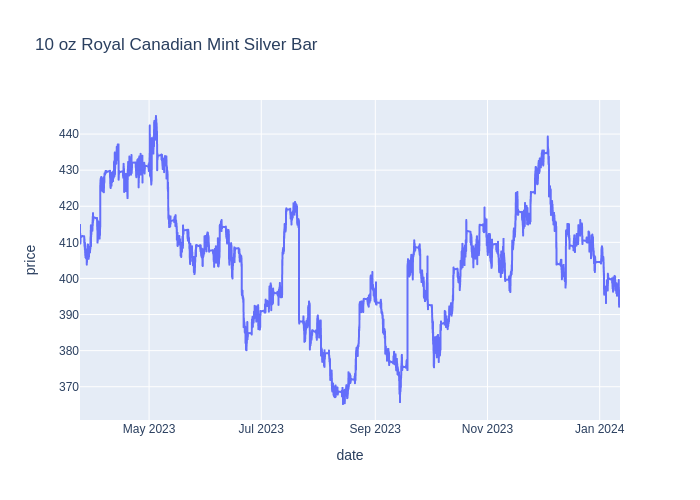 10 oz Royal Canadian Mint Silver Bar
440
430
420
410
400
390
380
370
price
May 2023
Jul 2023
Sep 2023
Nov 2023
Jan 2024
date